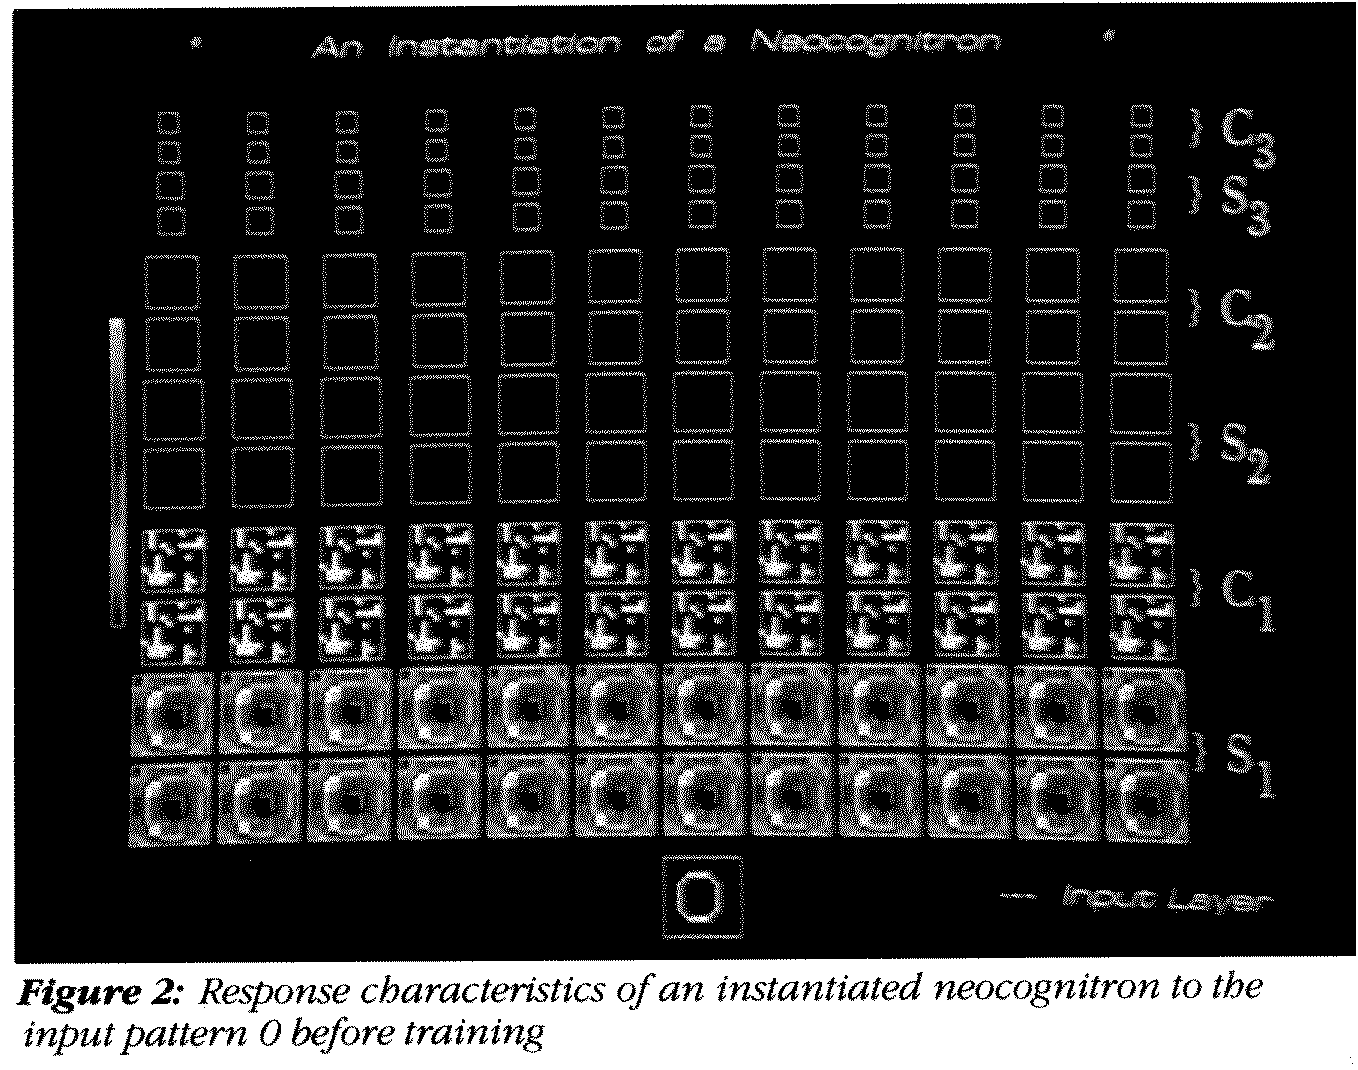 An Instantiation of a Neocognitron
} C3
} S3
} C2
} S2
} C1
} S1
— Input Layer
Figure 2: Response characteristics of an instantiated neocognitron to the
input pattern 0 before training